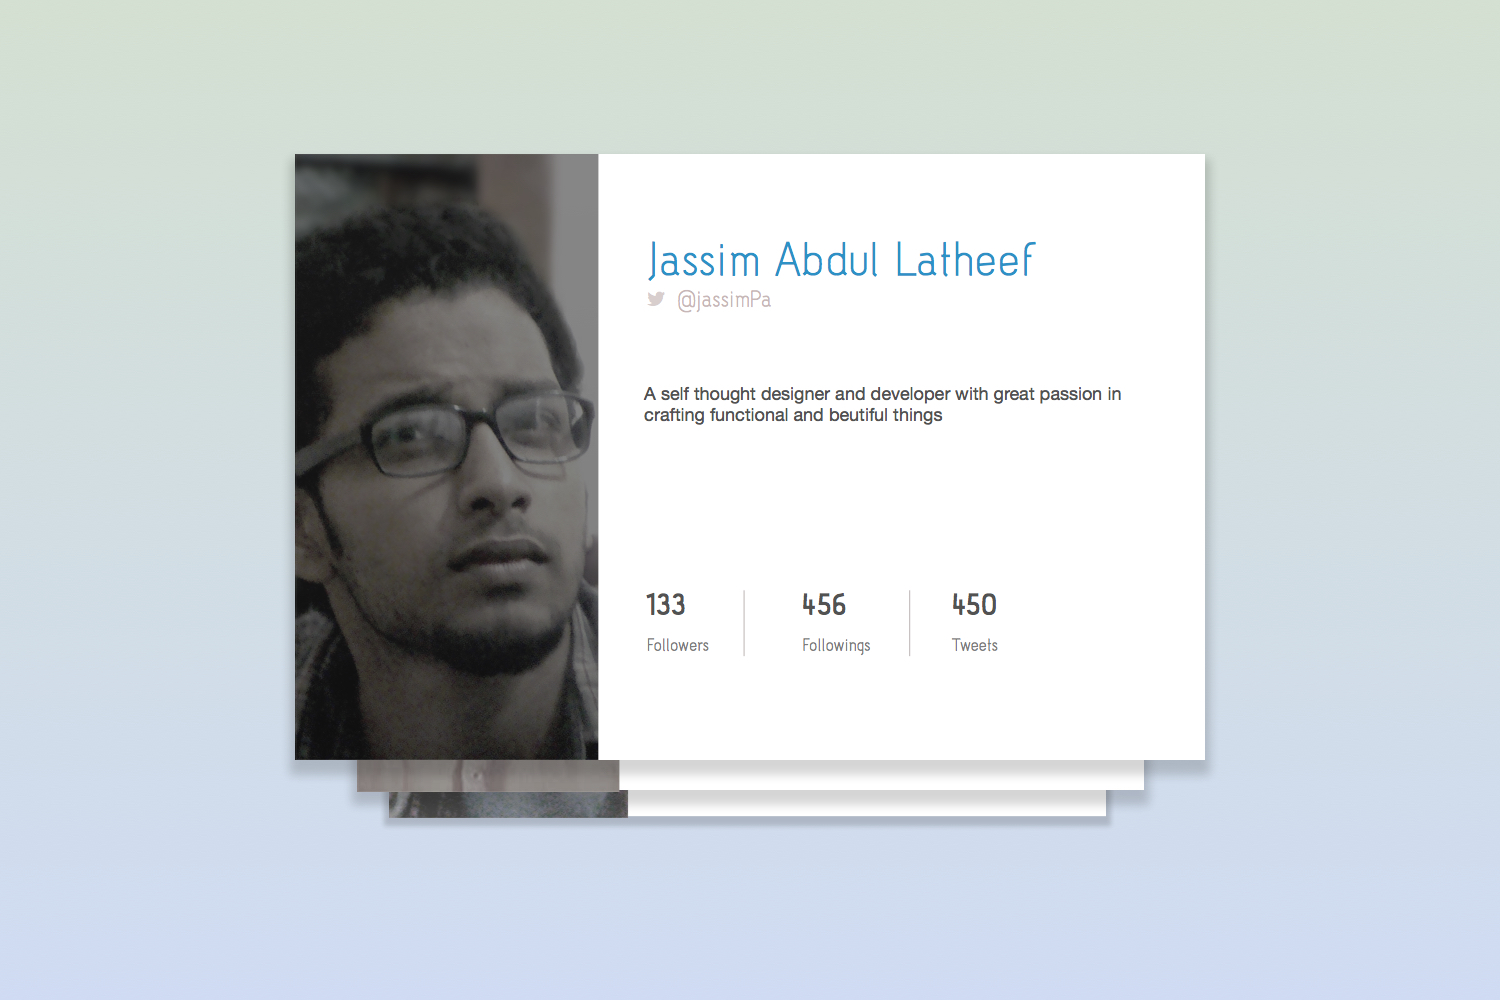 Jassim Abdul Latheef
@jassimPa
A self thought designer and developer with great passion in
crafting functional and beutiful things
133
456
450
Followers
Followings
Tweets